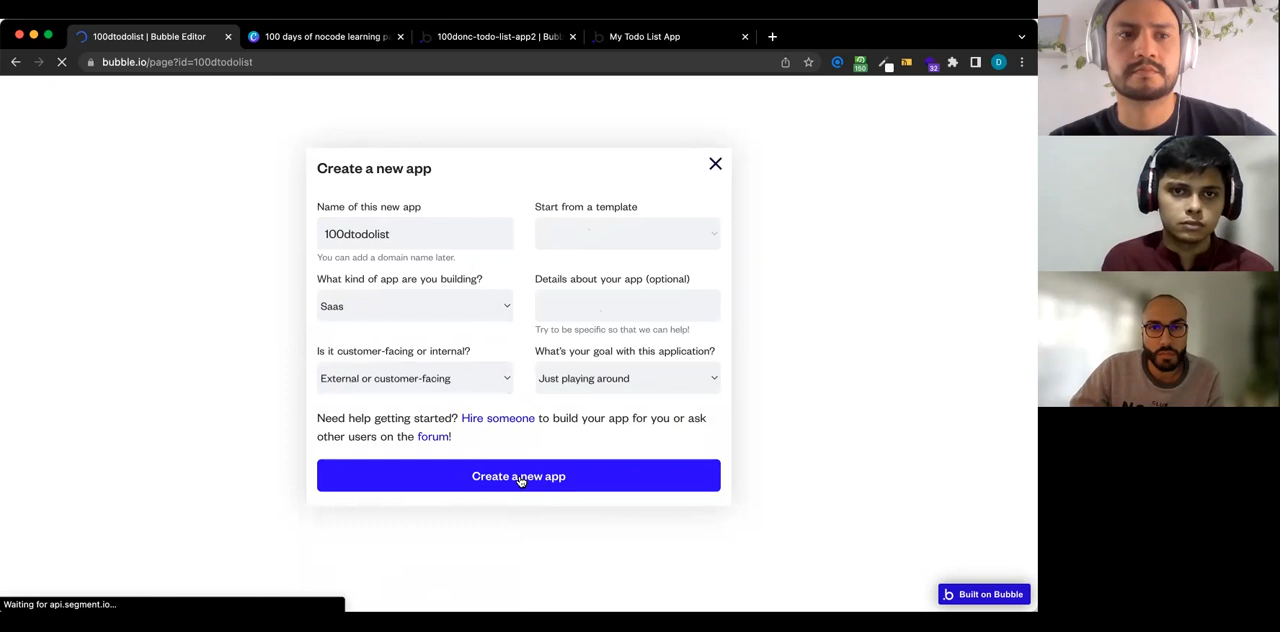 100dtodolist | Bubble Editor
100 days of nocode learning p
100donc-todo-list-app2 | Bubb
My Todo List App
bubble.io/page?id=100dtodolist
150
32
D
Create a new app
Name of this new app
Start from a template
100dtodolist
You can add a domain name later.
What kind of app are you building?
Details about your app (optional)
Saas
Try to be specific so that we can help!
Is it customer-facing or internal?
What's your goal with this application?
External or customer-facing
Just playing around
Need help getting started? Hire someone to build your app for you or ask
other users on the forum!
Create a new app
Waiting for api.segment.io...
Built on Bubble